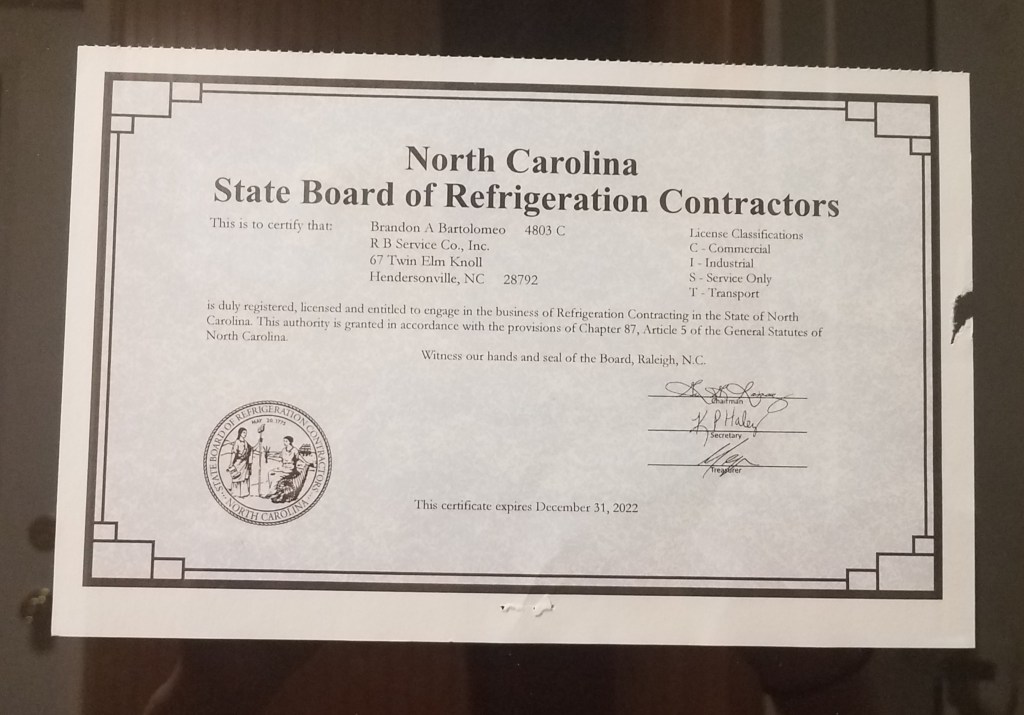 North Carolina
State Board of Refrigeration Contractors
This is to certify that:
Brandon A Bartolomeo 4803 C
R B Service Co., Inc.
67 Twin Elm Knoll
Hendersonville, NC 28792
License Classifications
C - Commercial
I - Industrial
S - Service Only
T - Transport
is duly registered, licensed and entitled to engage in the business of Refrigeration Contracting in the State of North
Carolina. This authority is granted in accordance with the provisions of Chapter 87, Article 5 of the General Statutes of
North Carolina.
Witness our hands and seal of the Board, Raleigh, N.C.
Chairman
K P Haley
Secretary
Treasurer
STATE BOARD OF REFRIGERATION CONTRACTORS
MAY 20, 1775
NORTH CAROLINA
This certificate expires December 31, 2022